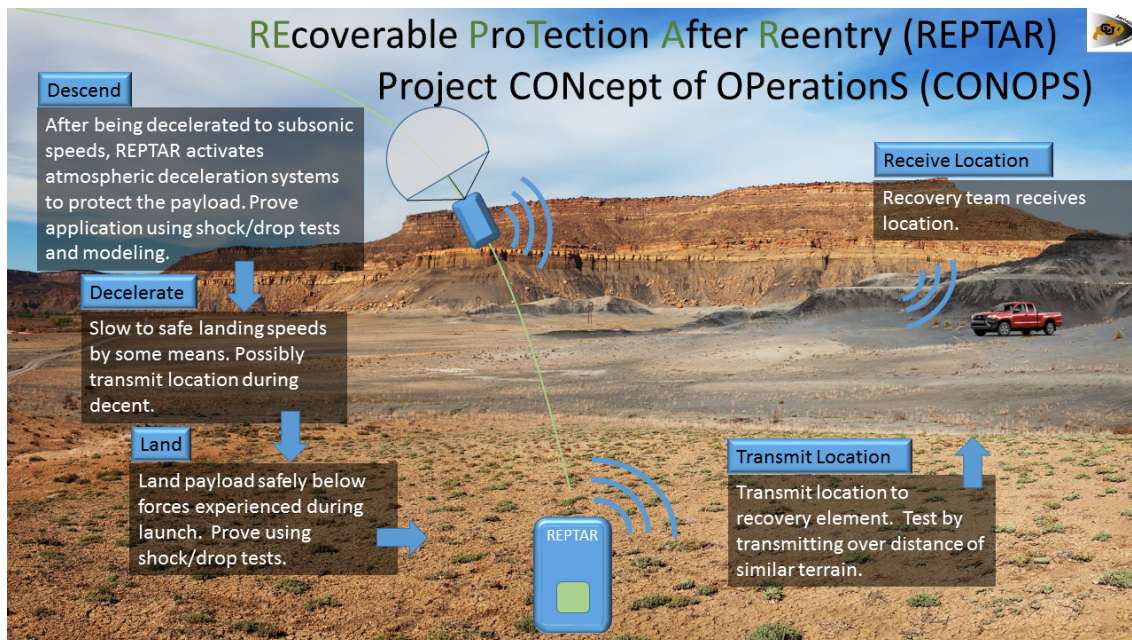 REcoverable ProTection After Reentry (REPTAR)
Project CONcept of OPerationS (CONOPS)
Descend
After being decelerated to subsonic
speeds, REPTAR activates
atmospheric deceleration systems
to protect the payload. Prove
application using shock/drop tests
and modeling.
Decelerate
Slow to safe landing speeds
by some means. Possibly
transmit location during
decent.
Land
Land payload safely below
forces experienced during
launch. Prove using
shock/drop tests.
REPTAR
Transmit Location
Transmit location to
recovery element. Test by
transmitting over distance of
similar terrain.
Receive Location
Recovery team receives
location.
CU